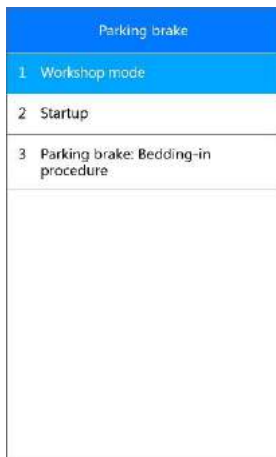 Parking brake
1 Workshop mode
2 Startup
3 Parking brake: Bedding-in
procedure